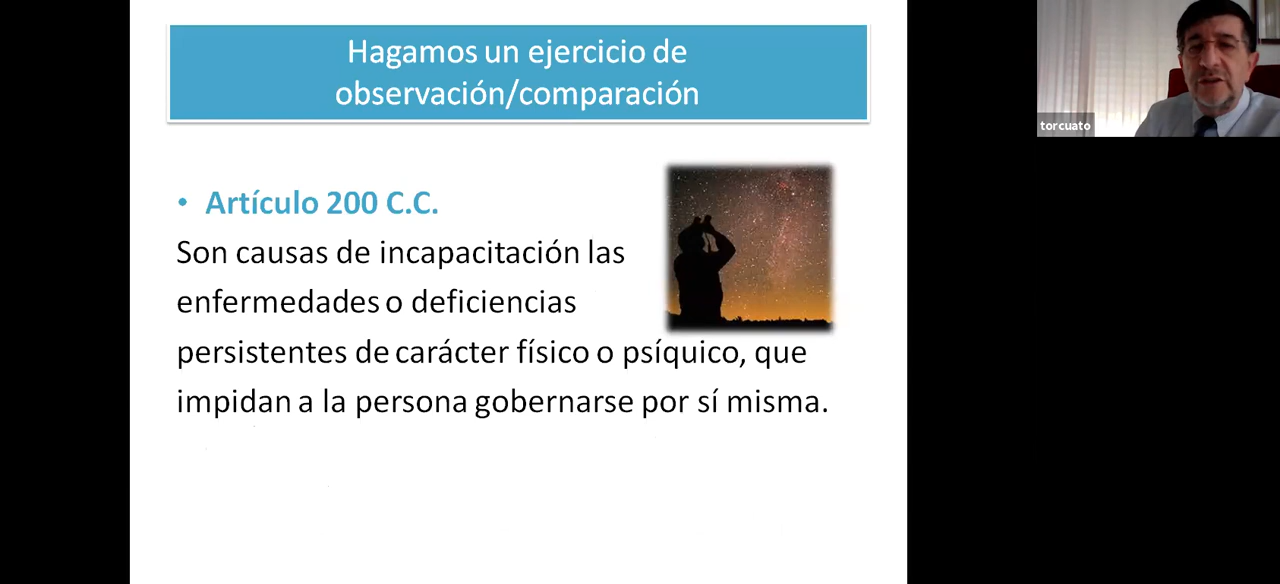 Hagamos un ejercicio de
observación/comparación
• Artículo 200 C.C.
Son causas de incapacitación las
enfermedades o deficiencias
persistentes de carácter físico o psíquico, que
impidan a la persona gobernarse por sí misma.
torcuato